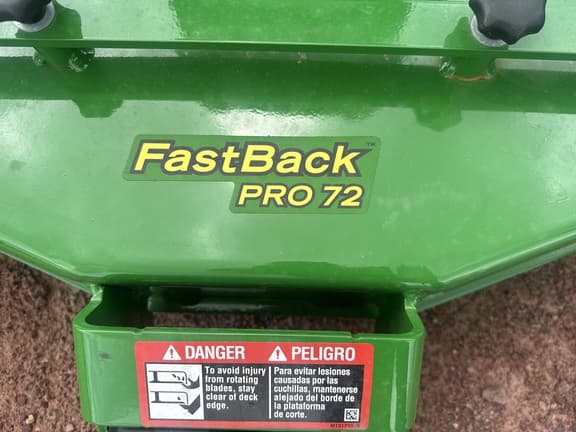 FastBack™
PRO 72
DANGER
To avoid injury
from rotating
blades, stay
clear of deck
edge.
PELIGRO
Para evitar lesiones
causadas por las
cuchillas, mantenerse
alejado del borde de
la plataforma
de corte.